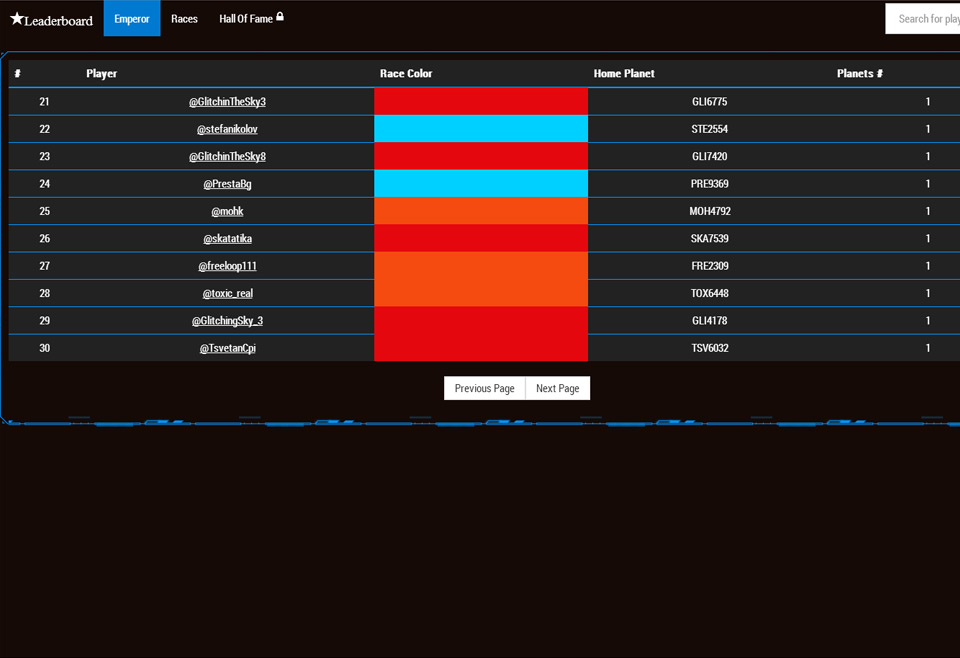 Leaderboard Emperor Races Hall Of Fame Search for play
# Player Race Color Home Planet Planets #
21 @GlitchinTheSky3 GLI6775 1
22 @stefanikolov STE2554 1
23 @GlitchinTheSky8 GLI7420 1
24 @PrestaBg PRE9369 1
25 @mohk MOH4792 1
26 @skatatika SKA7539 1
27 @freeloop111 FRE2309 1
28 @toxic_real TOX6448 1
29 @GlitchingSky_3 GLI4178 1
30 @TsvetanCpi TSV6032 1
Previous Page Next Page